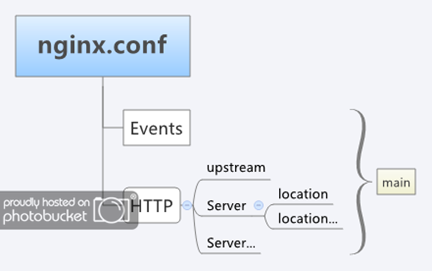 nginx.conf
Events
HTTP
upstream
Server
location
location...
Server...
main
proudly hosted on
photobucket